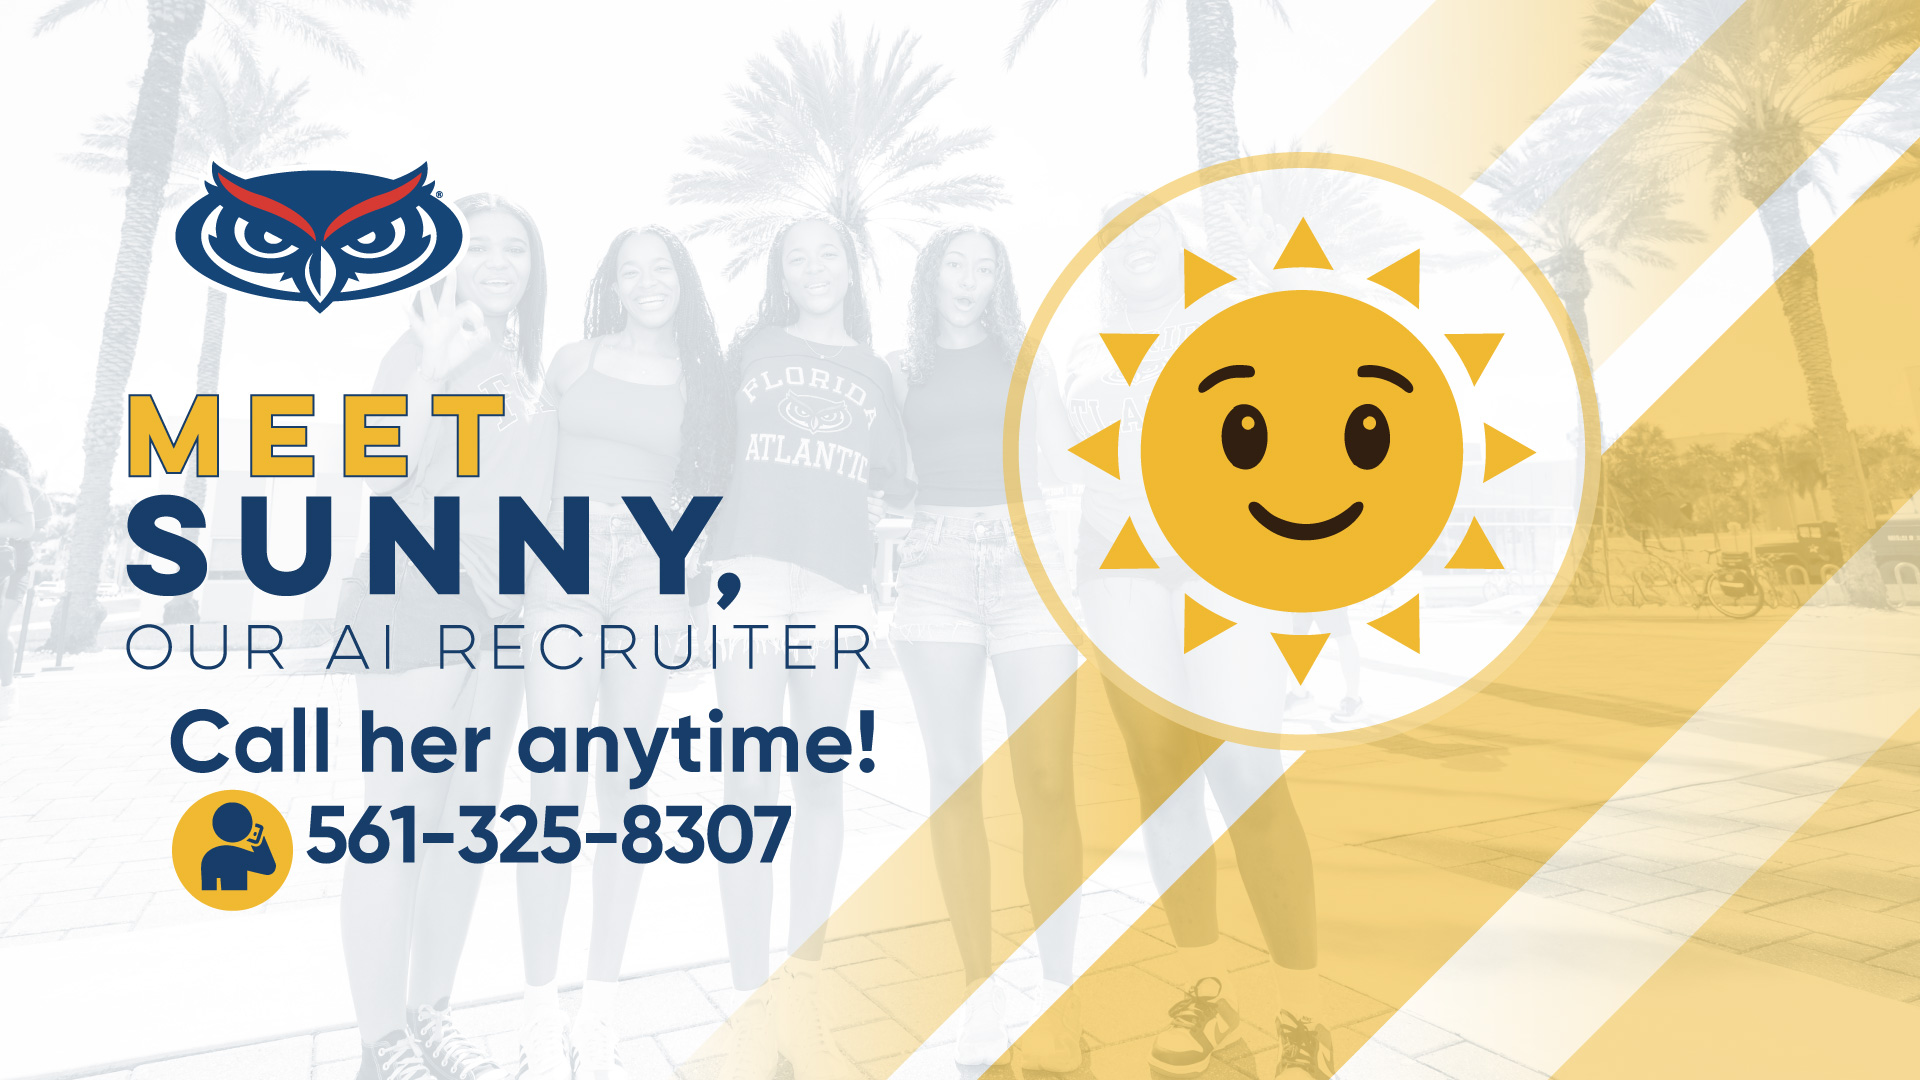 ®
MEET
SUNNY,
OUR AI RECRUITER
Call her anytime!
561-325-8307
FLORIDA
ATLANTIC